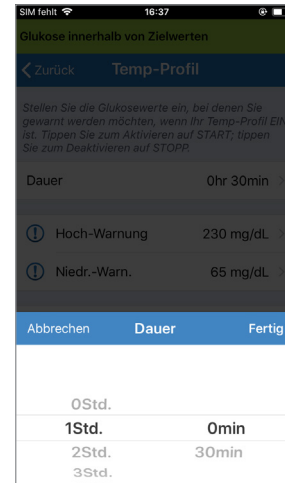 SIM fehlt 16:37
Glukose innerhalb von Zielwerten
Zurück Temp-Profil
Stellen Sie die Glukosewerte ein, bei denen Sie
gewarnt werden möchten, wenn Ihr Temp-Profil EIN
ist. Tippen Sie zum Aktivieren auf START; tippen
Sie zum Deaktivieren auf STOPP.
Dauer 0hr 30min
Hoch-Warnung 230 mg/dL
Niedr.-Warn. 65 mg/dL
Abbrechen Dauer Fertig
0Std.
1Std. 0min
2Std. 30min
3Std.